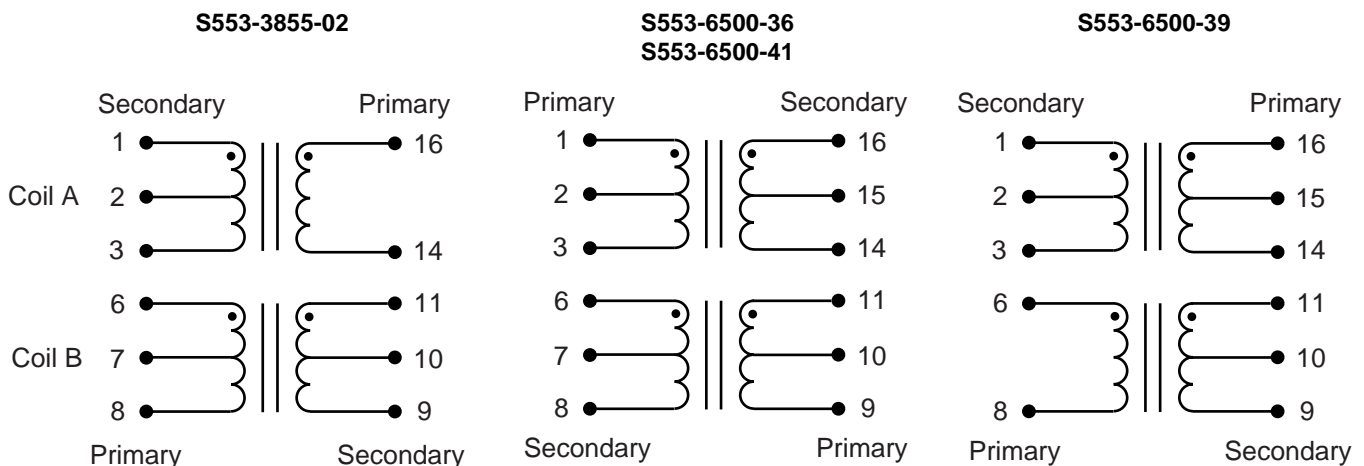 S553-3855-02
Secondary Primary
1 16
Coil A 2
3 14
6 11
Coil B 7 10
8 9
Primary Secondary
S553-6500-36
S553-6500-41
Primary Secondary
1 16
2 15
3 14
6 11
7 10
8 9
Secondary Primary
S553-6500-39
Secondary Primary
1 16
2 15
3 14
6 11
10
8 9
Primary Secondary